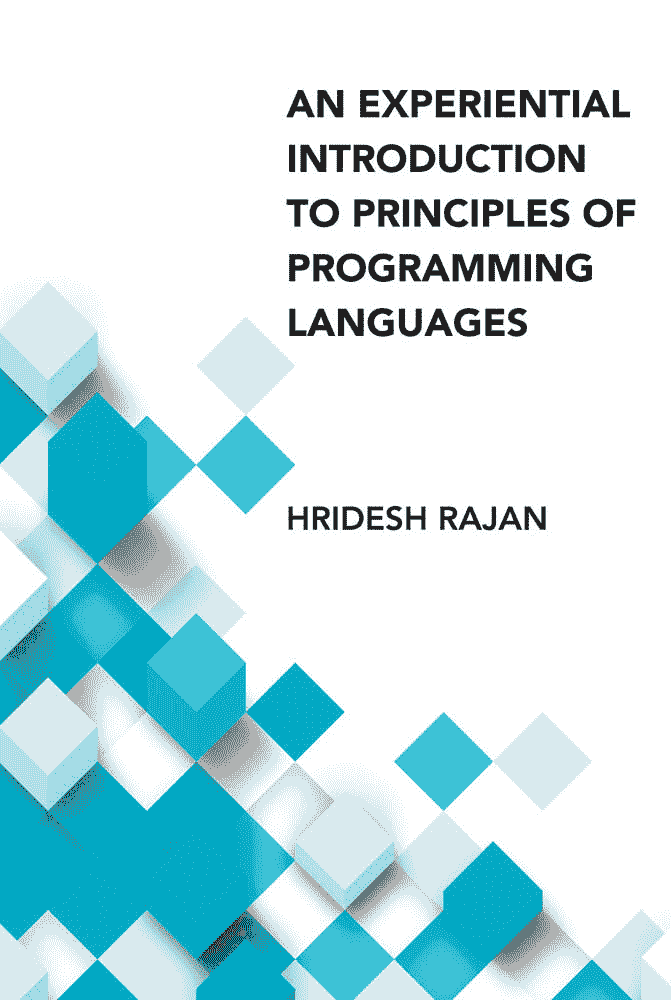 AN EXPERIENTIAL
INTRODUCTION
TO PRINCIPLES OF
PROGRAMMING
LANGUAGES
HRIDESH RAJAN